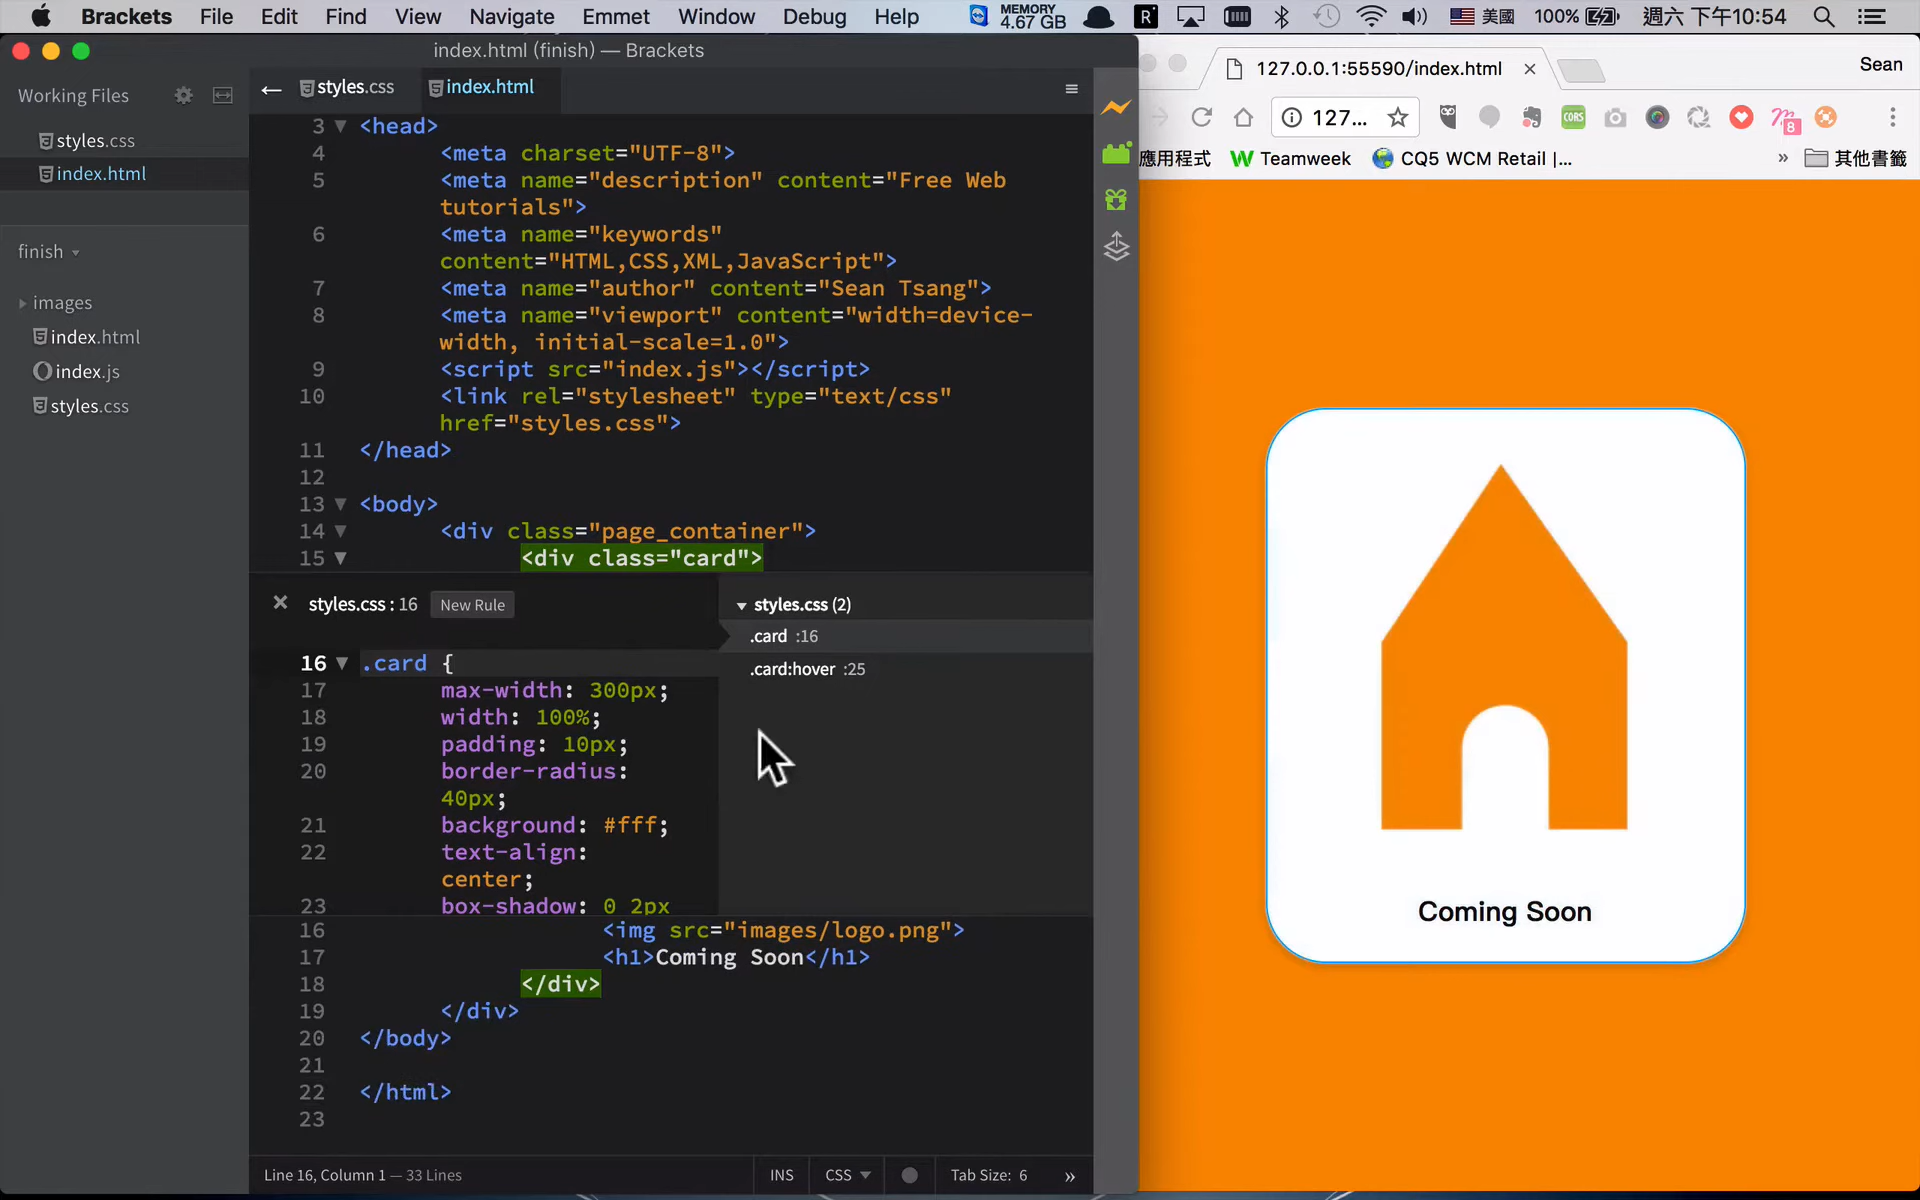 Brackets File Edit Find View Navigate Emmet Window Debug Help MEMORY 4.67 GB 美國 100% 週六 下午10:54
index.html (finish) — Brackets
Working Files
styles.css
index.html
finish
images
index.html
index.js
styles.css
styles.css index.html
3 <head>
4 <meta charset="UTF-8">
5 <meta name="description" content="Free Web
tutorials">
6 <meta name="keywords"
content="HTML,CSS,XML,JavaScript">
7 <meta name="author" content="Sean Tsang">
8 <meta name="viewport" content="width=device-
width, initial-scale=1.0">
9 <script src="index.js"></script>
10 <link rel="stylesheet" type="text/css"
href="styles.css">
11 </head>
12
13 <body>
14 <div class="page_container">
15 <div class="card">
styles.css : 16 New Rule
16 .card {
17 max-width: 300px;
18 width: 100%;
19 padding: 10px;
20 border-radius:
40px;
21 background: #fff;
22 text-align:
center;
23 box-shadow: 0 2px
styles.css (2)
.card :16
.card:hover :25
16 <img src="images/logo.png">
17 <h1>Coming Soon</h1>
18 </div>
19 </div>
20 </body>
21
22 </html>
23
Line 16, Column 1 — 33 Lines INS CSS Tab Size: 6 »
127.0.0.1:55590/index.html Sean
127... CORS 8
應用程式 Teamweek CQ5 WCM Retail |... » 其他書籤
Coming Soon